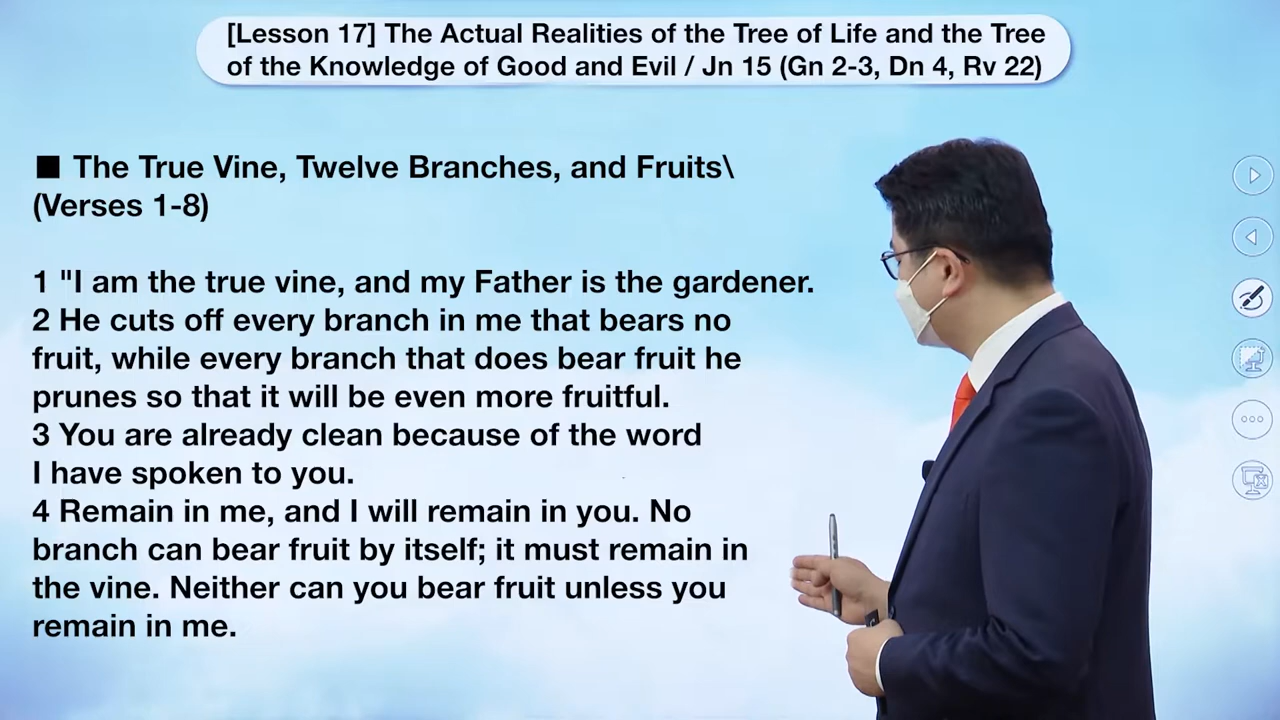 [Lesson 17] The Actual Realities of the Tree of Life and the Tree
of the Knowledge of Good and Evil / Jn 15 (Gn 2-3, Dn 4, Rv 22)
■ The True Vine, Twelve Branches, and Fruits\
(Verses 1-8)
1 "I am the true vine, and my Father is the gardener.
2 He cuts off every branch in me that bears no
fruit, while every branch that does bear fruit he
prunes so that it will be even more fruitful.
3 You are already clean because of the word
I have spoken to you.
4 Remain in me, and I will remain in you. No
branch can bear fruit by itself; it must remain in
the vine. Neither can you bear fruit unless you
remain in me.